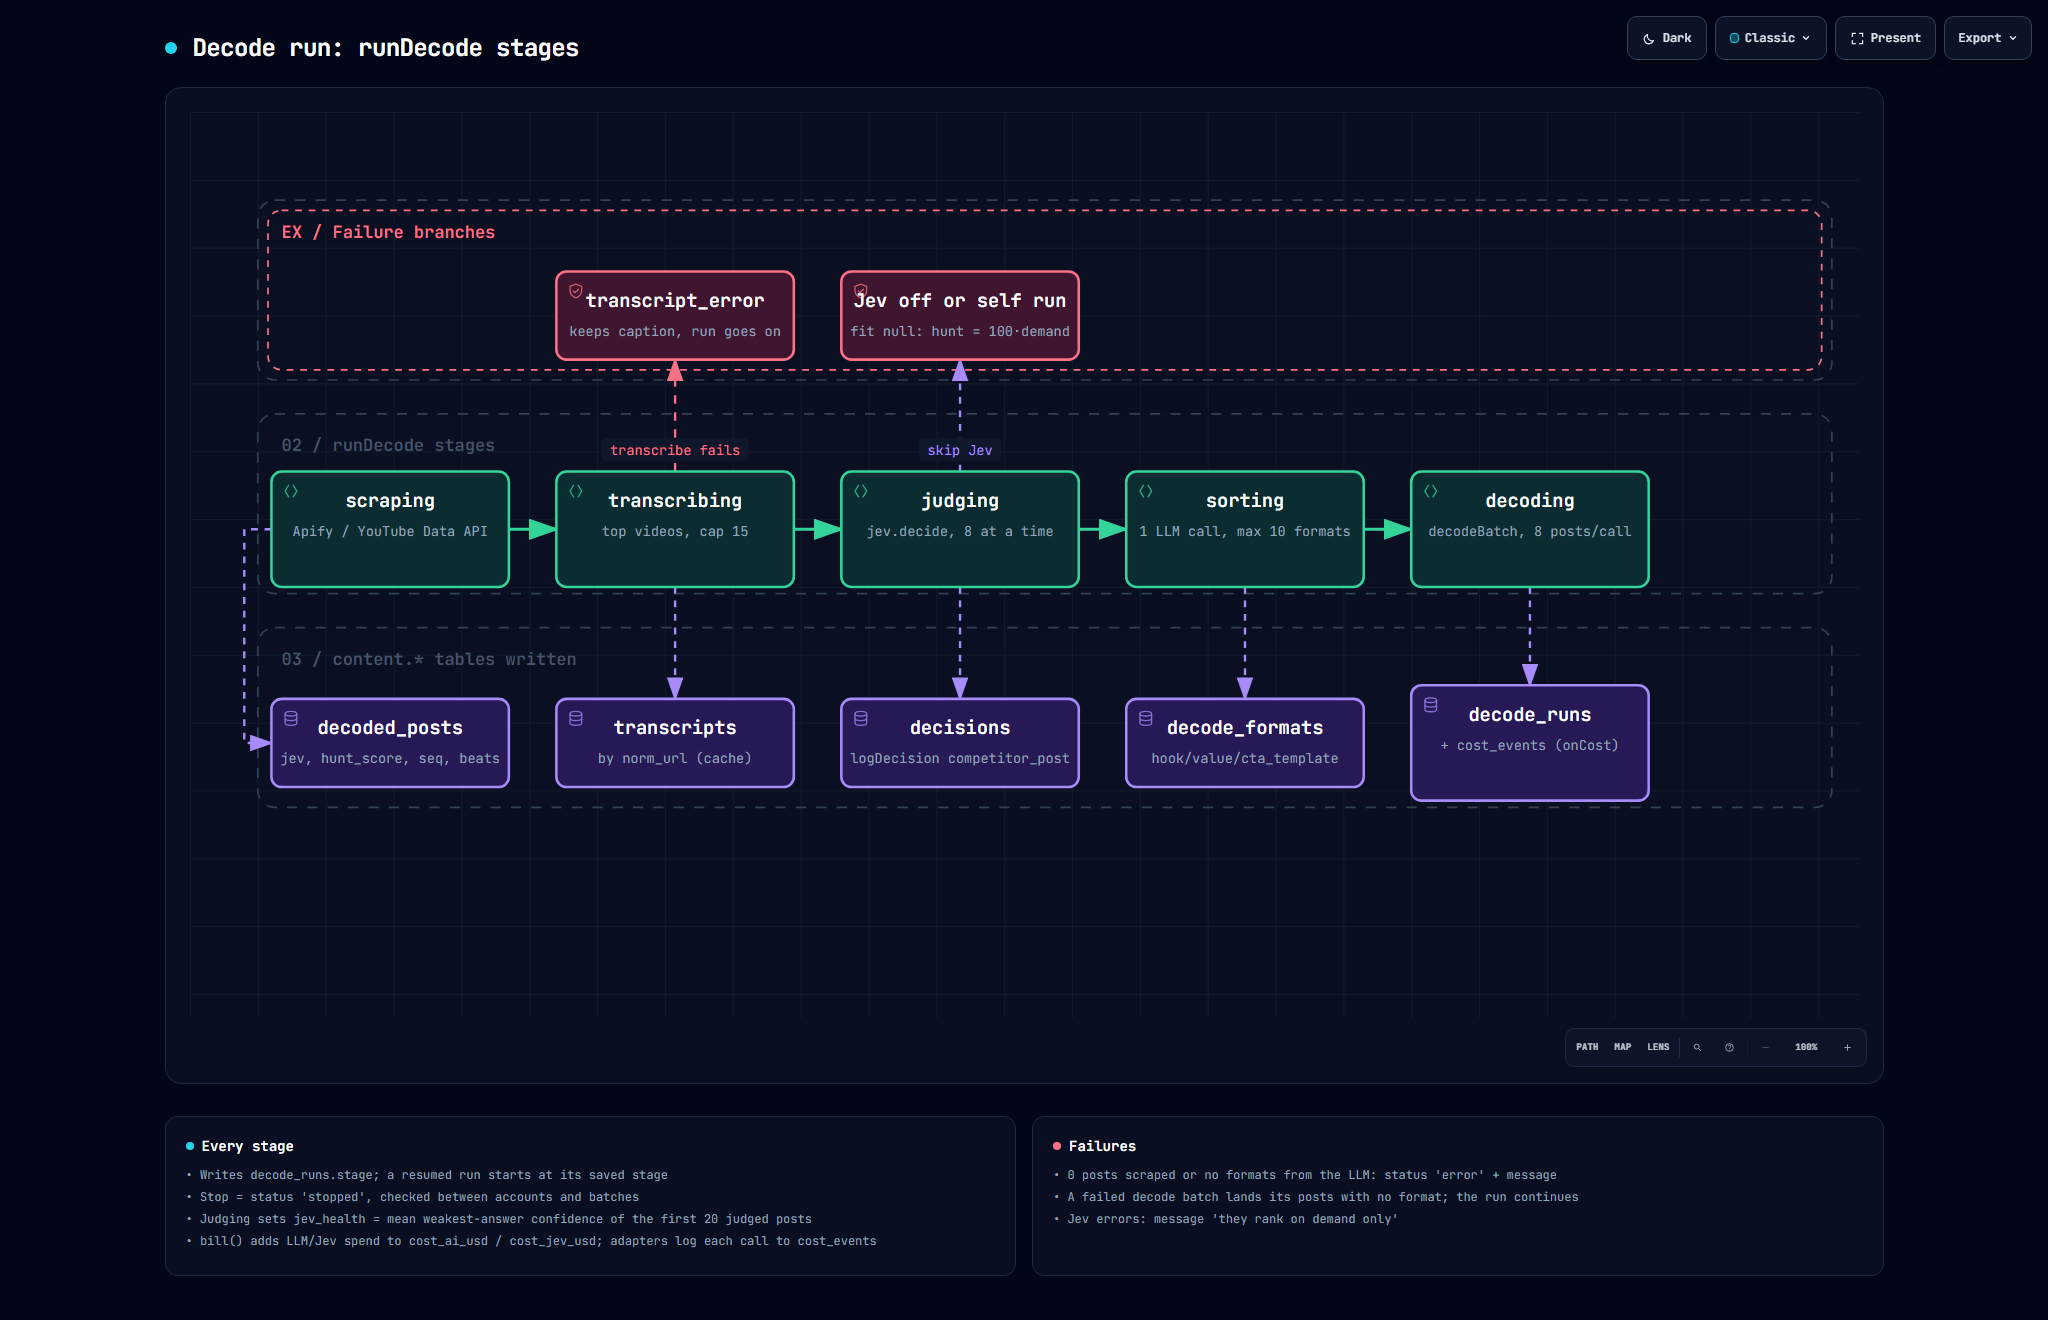 Decode run: runDecode stages
Dark
Classic
Present
Export
EX / Failure branches
transcript_error
keeps caption, run goes on
Jev off or self run
fit null: hunt = 100·demand
transcribe fails
skip Jev
02 / runDecode stages
scraping
Apify / YouTube Data API
transcribing
top videos, cap 15
judging
jev.decide, 8 at a time
sorting
1 LLM call, max 10 formats
decoding
decodeBatch, 8 posts/call
03 / content.* tables written
decoded_posts
jev, hunt_score, seq, beats
transcripts
by norm_url (cache)
decisions
logDecision competitor_post
decode_formats
hook/value/cta_template
decode_runs
+ cost_events (onCost)
PATH MAP LENS 100%
Every stage
• Writes decode_runs.stage; a resumed run starts at its saved stage
• Stop = status 'stopped', checked between accounts and batches
• Judging sets jev_health = mean weakest-answer confidence of the first 20 judged posts
• bill() adds LLM/Jev spend to cost_ai_usd / cost_jev_usd; adapters log each call to cost_events
Failures
• 0 posts scraped or no formats from the LLM: status 'error' + message
• A failed decode batch lands its posts with no format; the run continues
• Jev errors: message 'they rank on demand only'